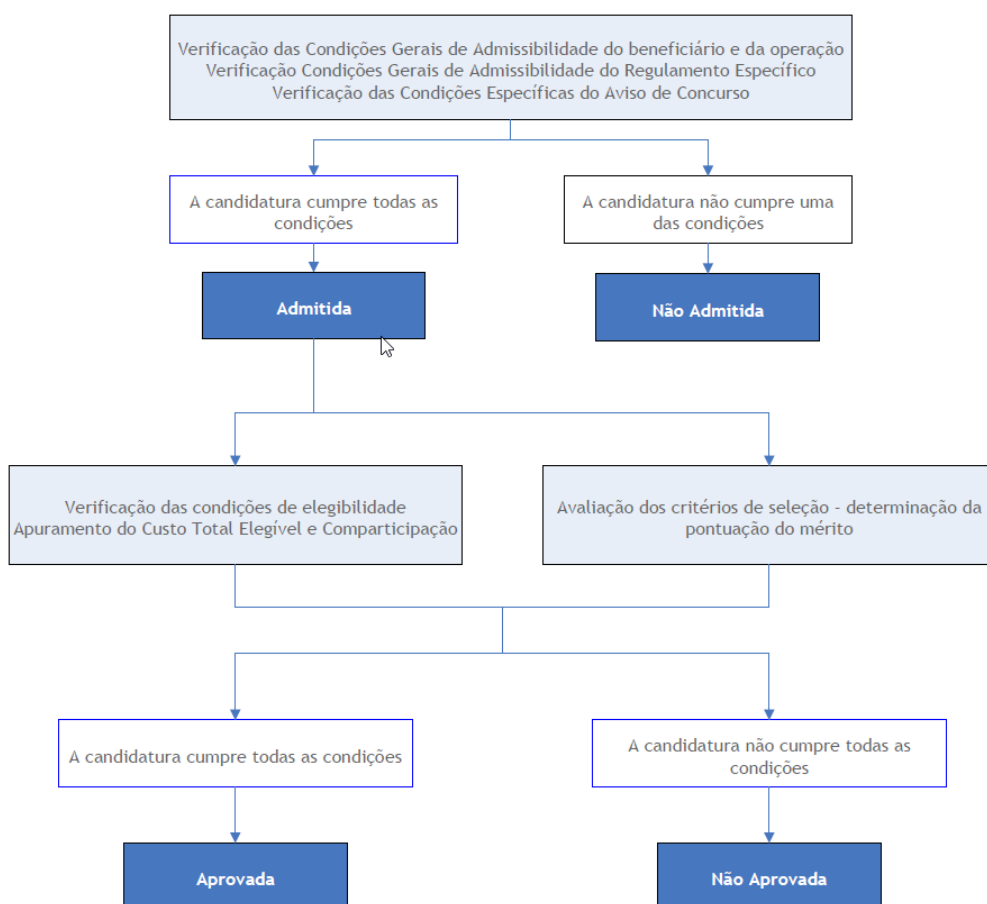 Verificação das Condições Gerais de Admissibilidade do beneficiário e da operação
Verificação Condições Gerais de Admissibilidade do Regulamento Específico
Verificação das Condições Específicas do Aviso de Concurso
A candidatura cumpre todas as
condições
A candidatura não cumpre uma
das condições
Admitida
Não Admitida
Verificação das condições de elegibilidade
Apuramento do Custo Total Elegível e Comparticipação
Avaliação dos critérios de seleção - determinação da
pontuação do mérito
A candidatura cumpre todas as condições
A candidatura não cumpre todas as
condições
Aprovada
Não Aprovada